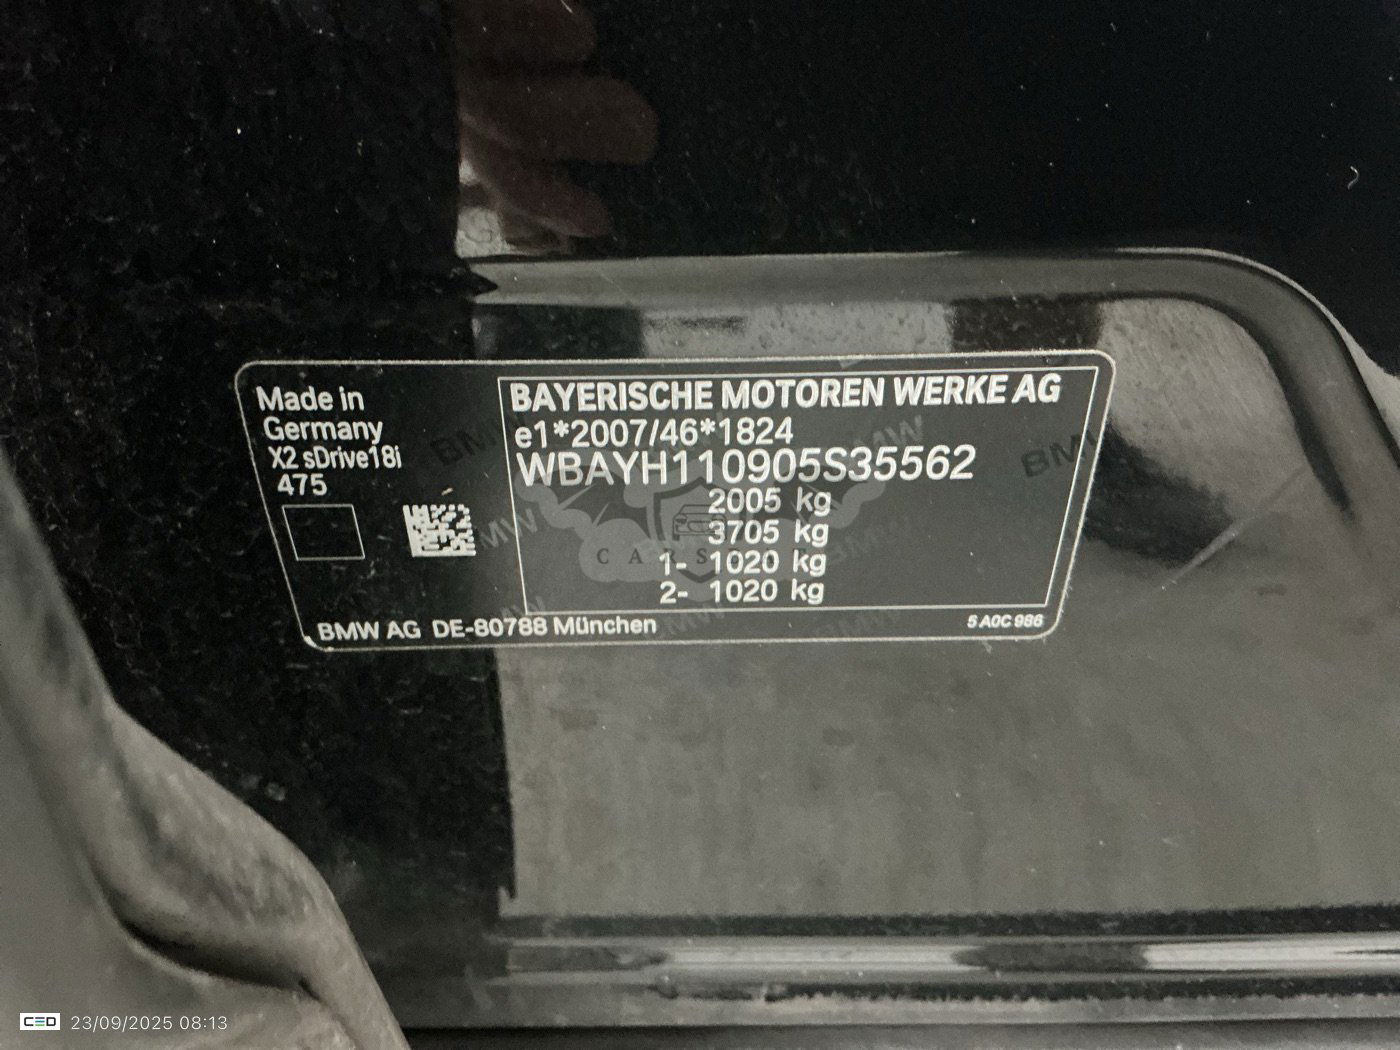 Made in
Germany
X2 sDrive18i
475
BAYERISCHE MOTOREN WERKE AG
e1*2007/46*1824
WBAYH110905S35562
2005 kg
3705 kg
1- 1020 kg
2- 1020 kg
BMW AG DE-80788 München
5 A0C 986
CED 23/09/2025 08:13